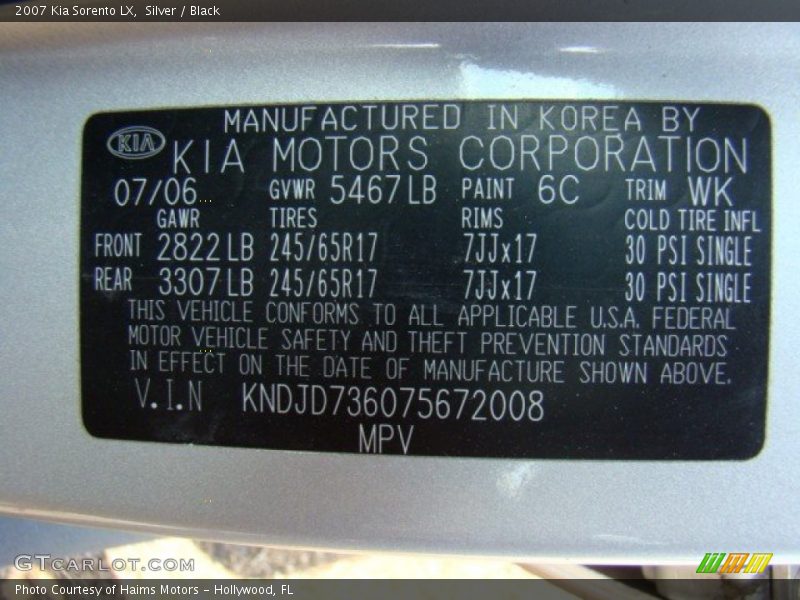 2007 Kia Sorento LX, Silver / Black
MANUFACTURED IN KOREA BY
KIA KIA MOTORS CORPORATION
07/06 GVWR 5467LB PAINT 6C TRIM WK
GAWR TIRES RIMS COLD TIRE INFL
FRONT 2822LB 245/65R17 7JJx17 30 PSI SINGLE
REAR 3307LB 245/65R17 7JJx17 30 PSI SINGLE
THIS VEHICLE CONFORMS TO ALL APPLICABLE U.S.A. FEDERAL
MOTOR VEHICLE SAFETY AND THEFT PREVENTION STANDARDS
IN EFFECT ON THE DATE OF MANUFACTURE SHOWN ABOVE.
V.I.N KNDJD736075672008
MPV
GTCARLOT.COM
Photo Courtesy of Haims Motors - Hollywood, FL